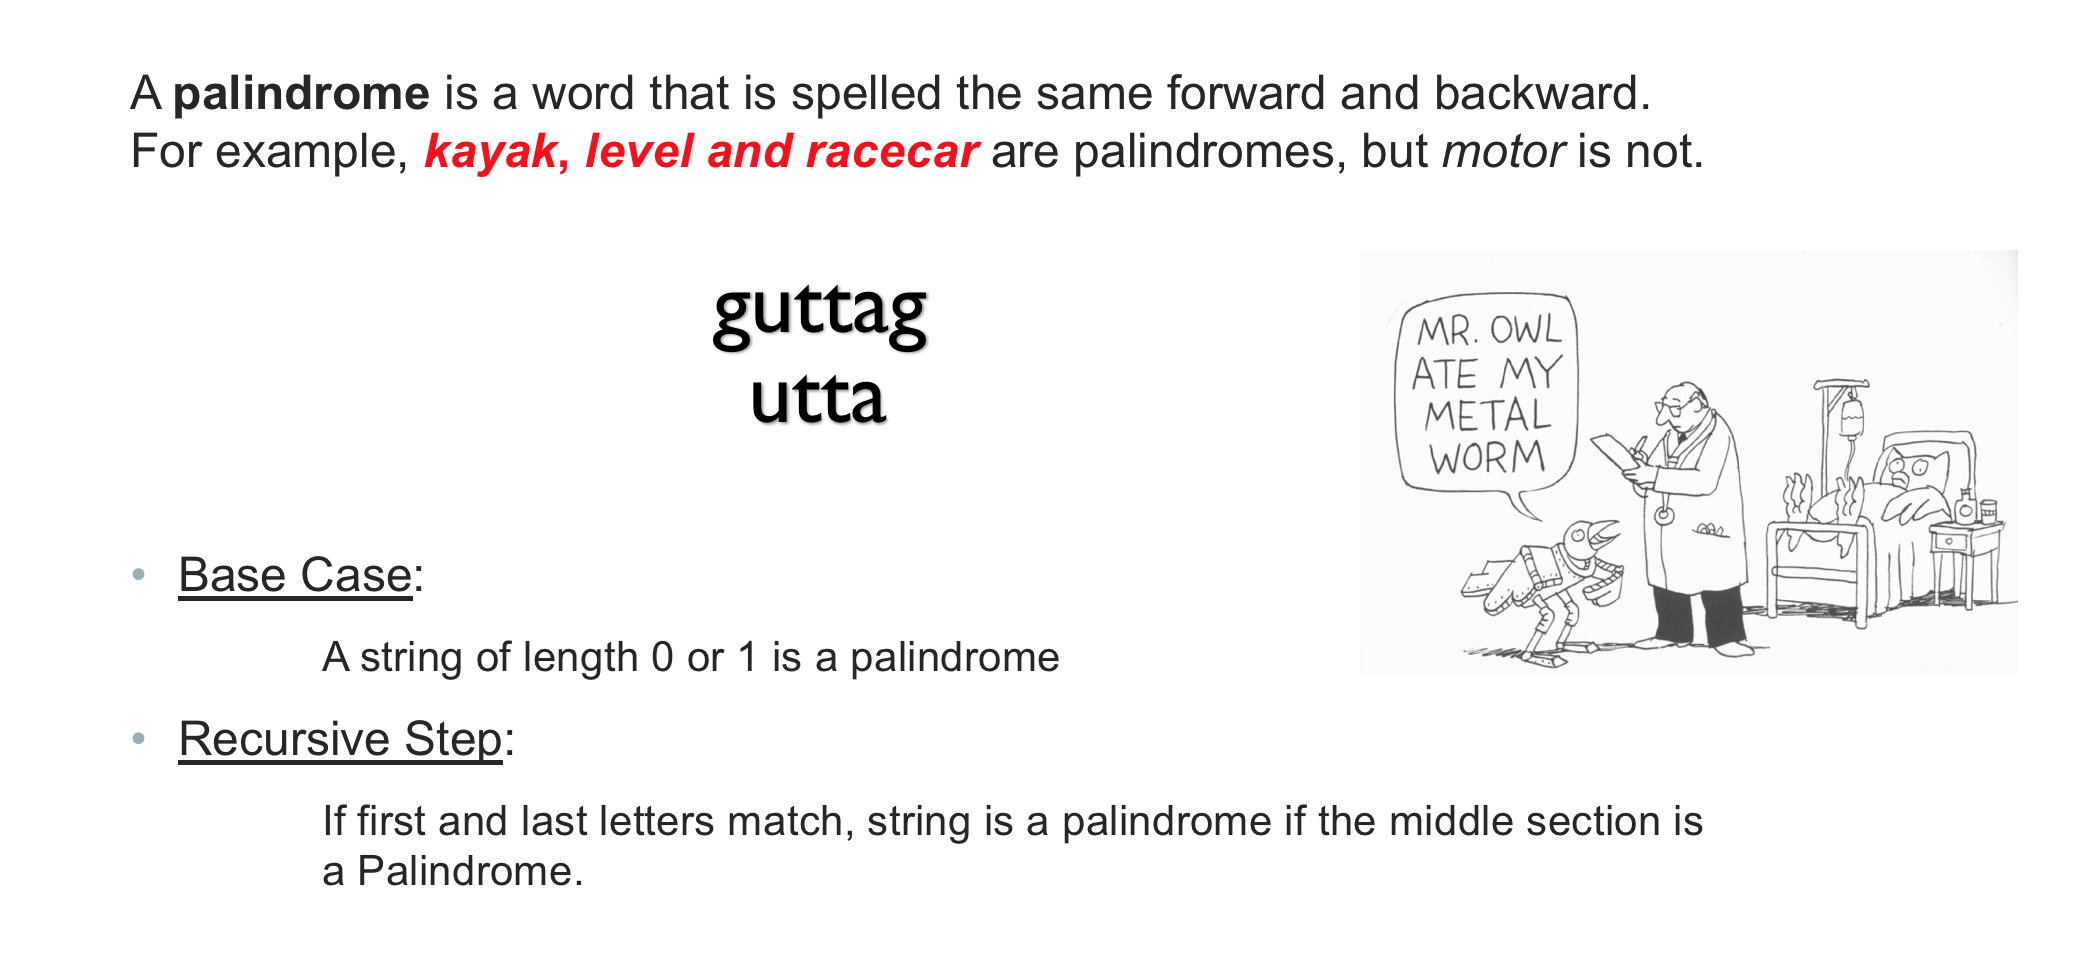 A palindrome is a word that is spelled the same forward and backward.
For example, kayak, level and racecar are palindromes, but motor is not.
guttag
utta
MR. OWL
ATE MY
METAL
WORM
• Base Case:
A string of length 0 or 1 is a palindrome
• Recursive Step:
If first and last letters match, string is a palindrome if the middle section is
a Palindrome.